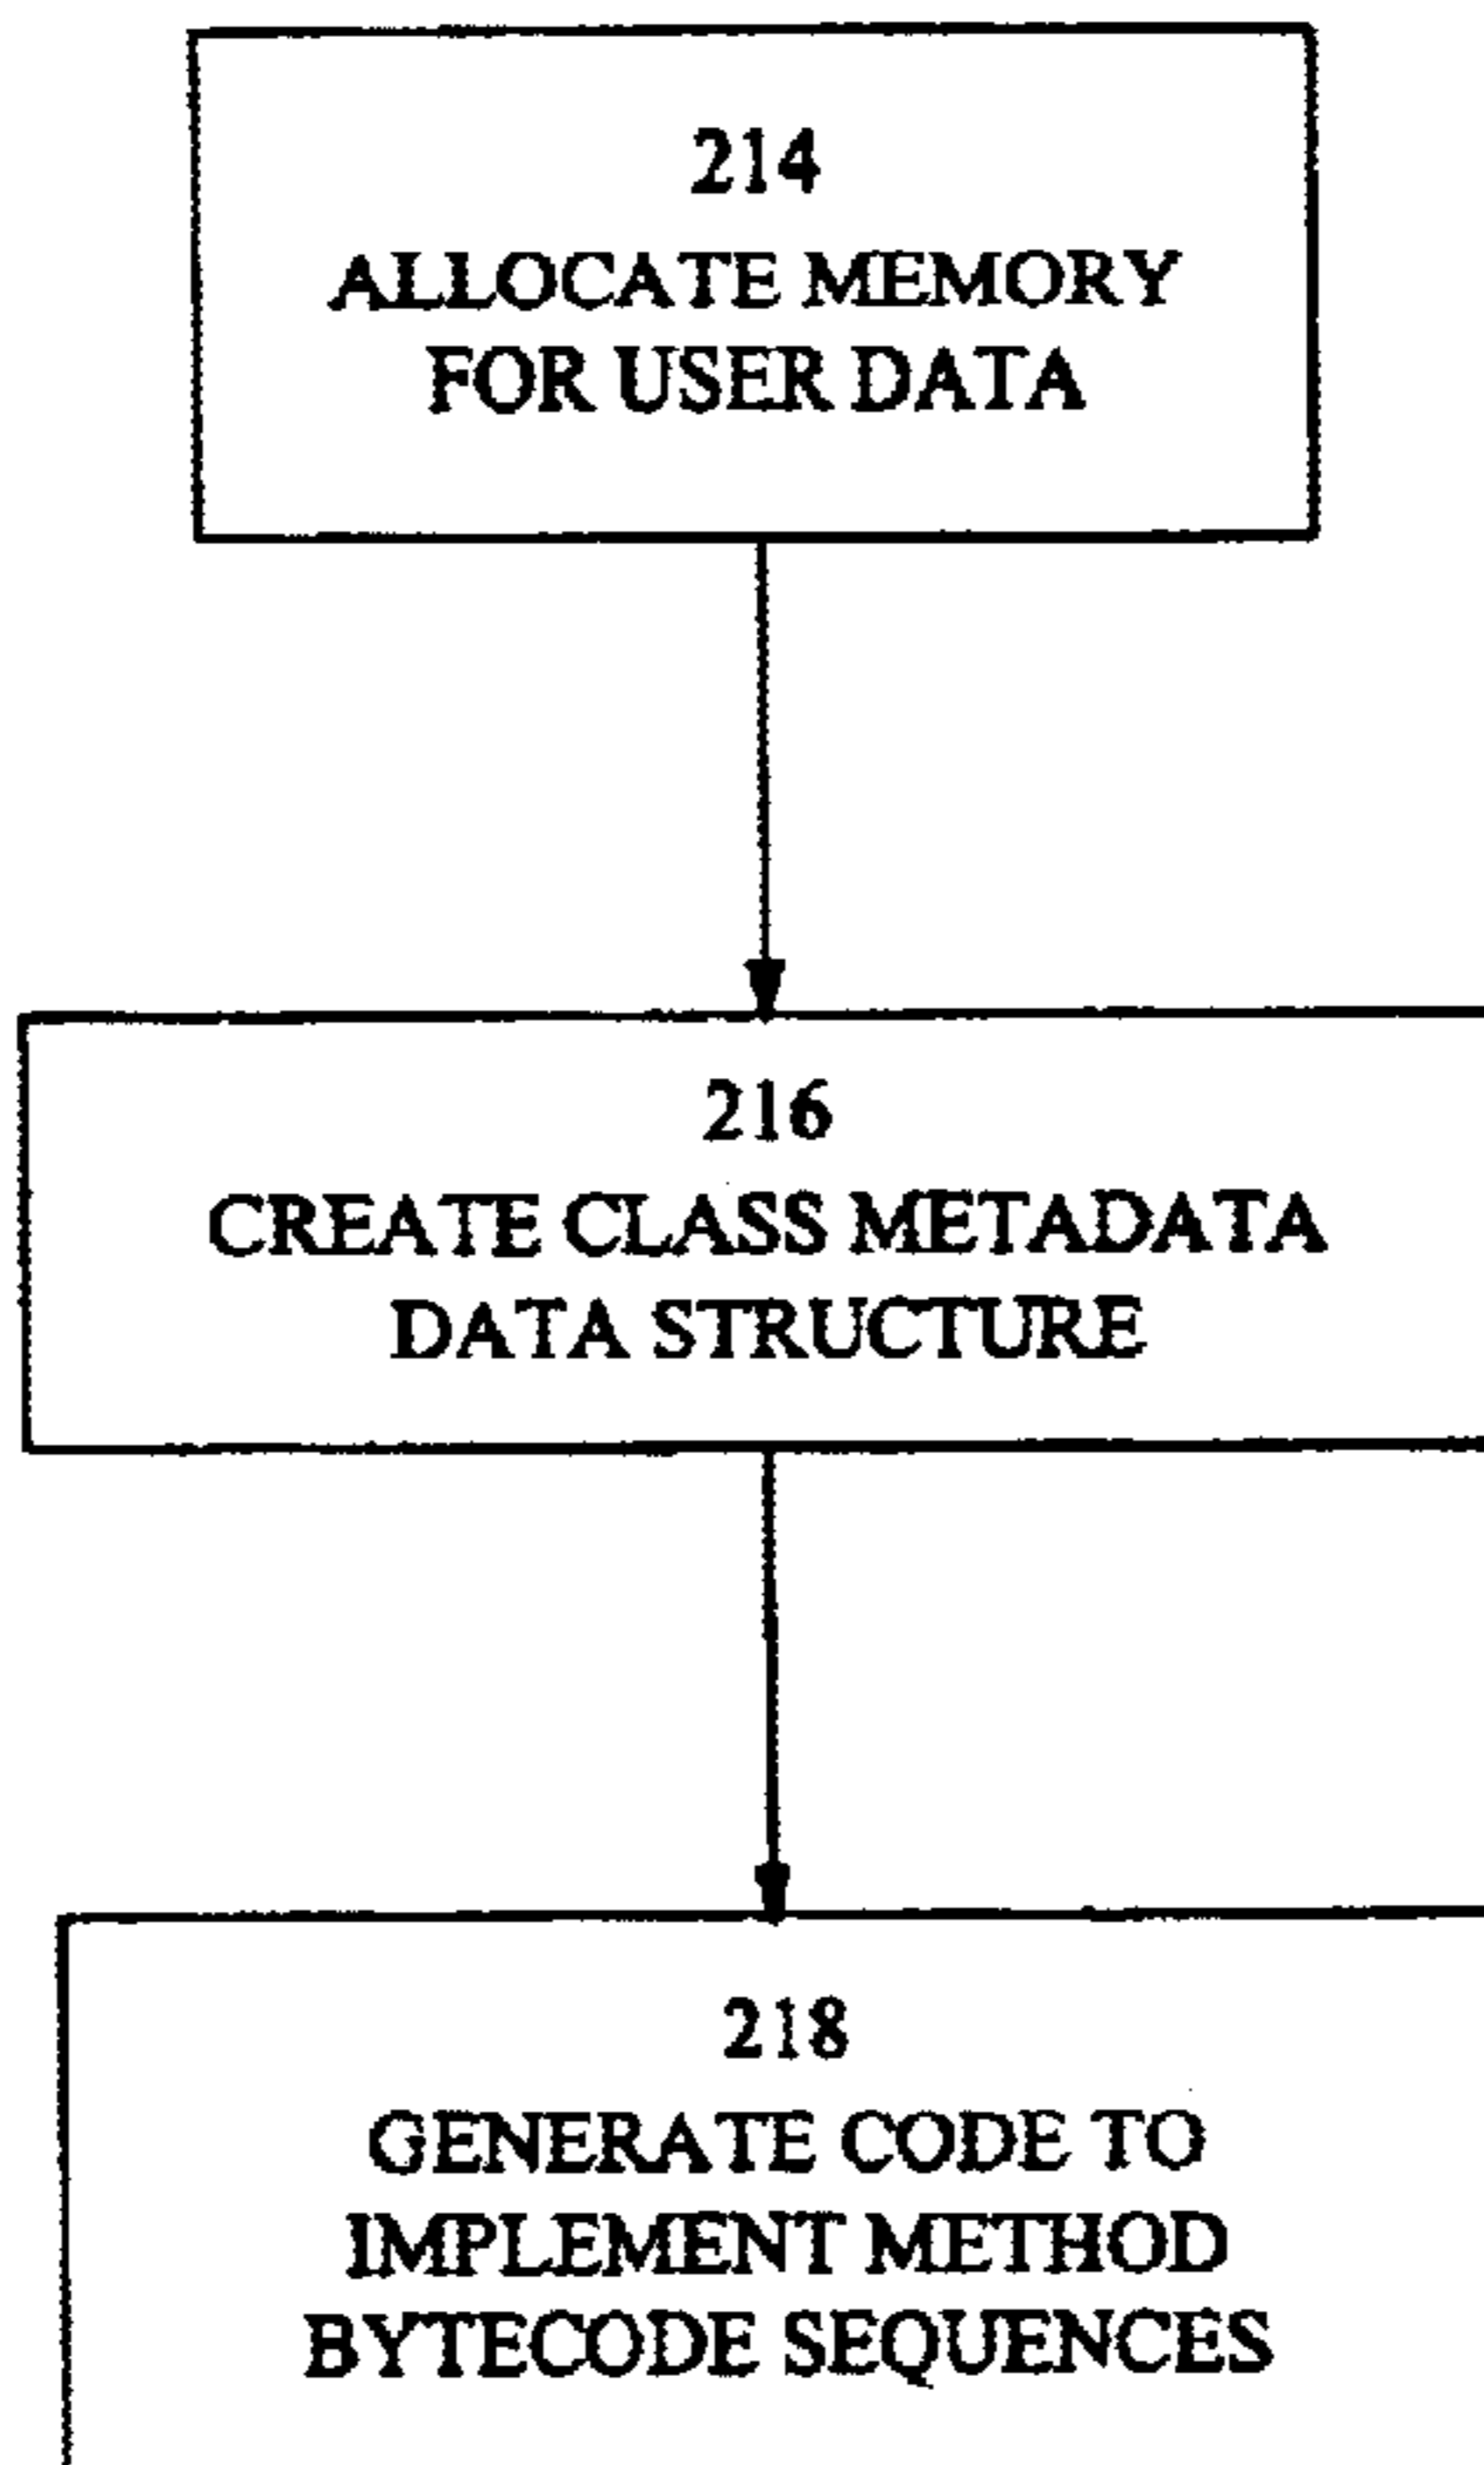 214
ALLOCATE MEMORY
FOR USER DATA
216
CREATE CLASS METADATA
DATA STRUCTURE
218
GENERATE CODE TO
IMPLEMENT METHOD
BYTECODE SEQUENCES